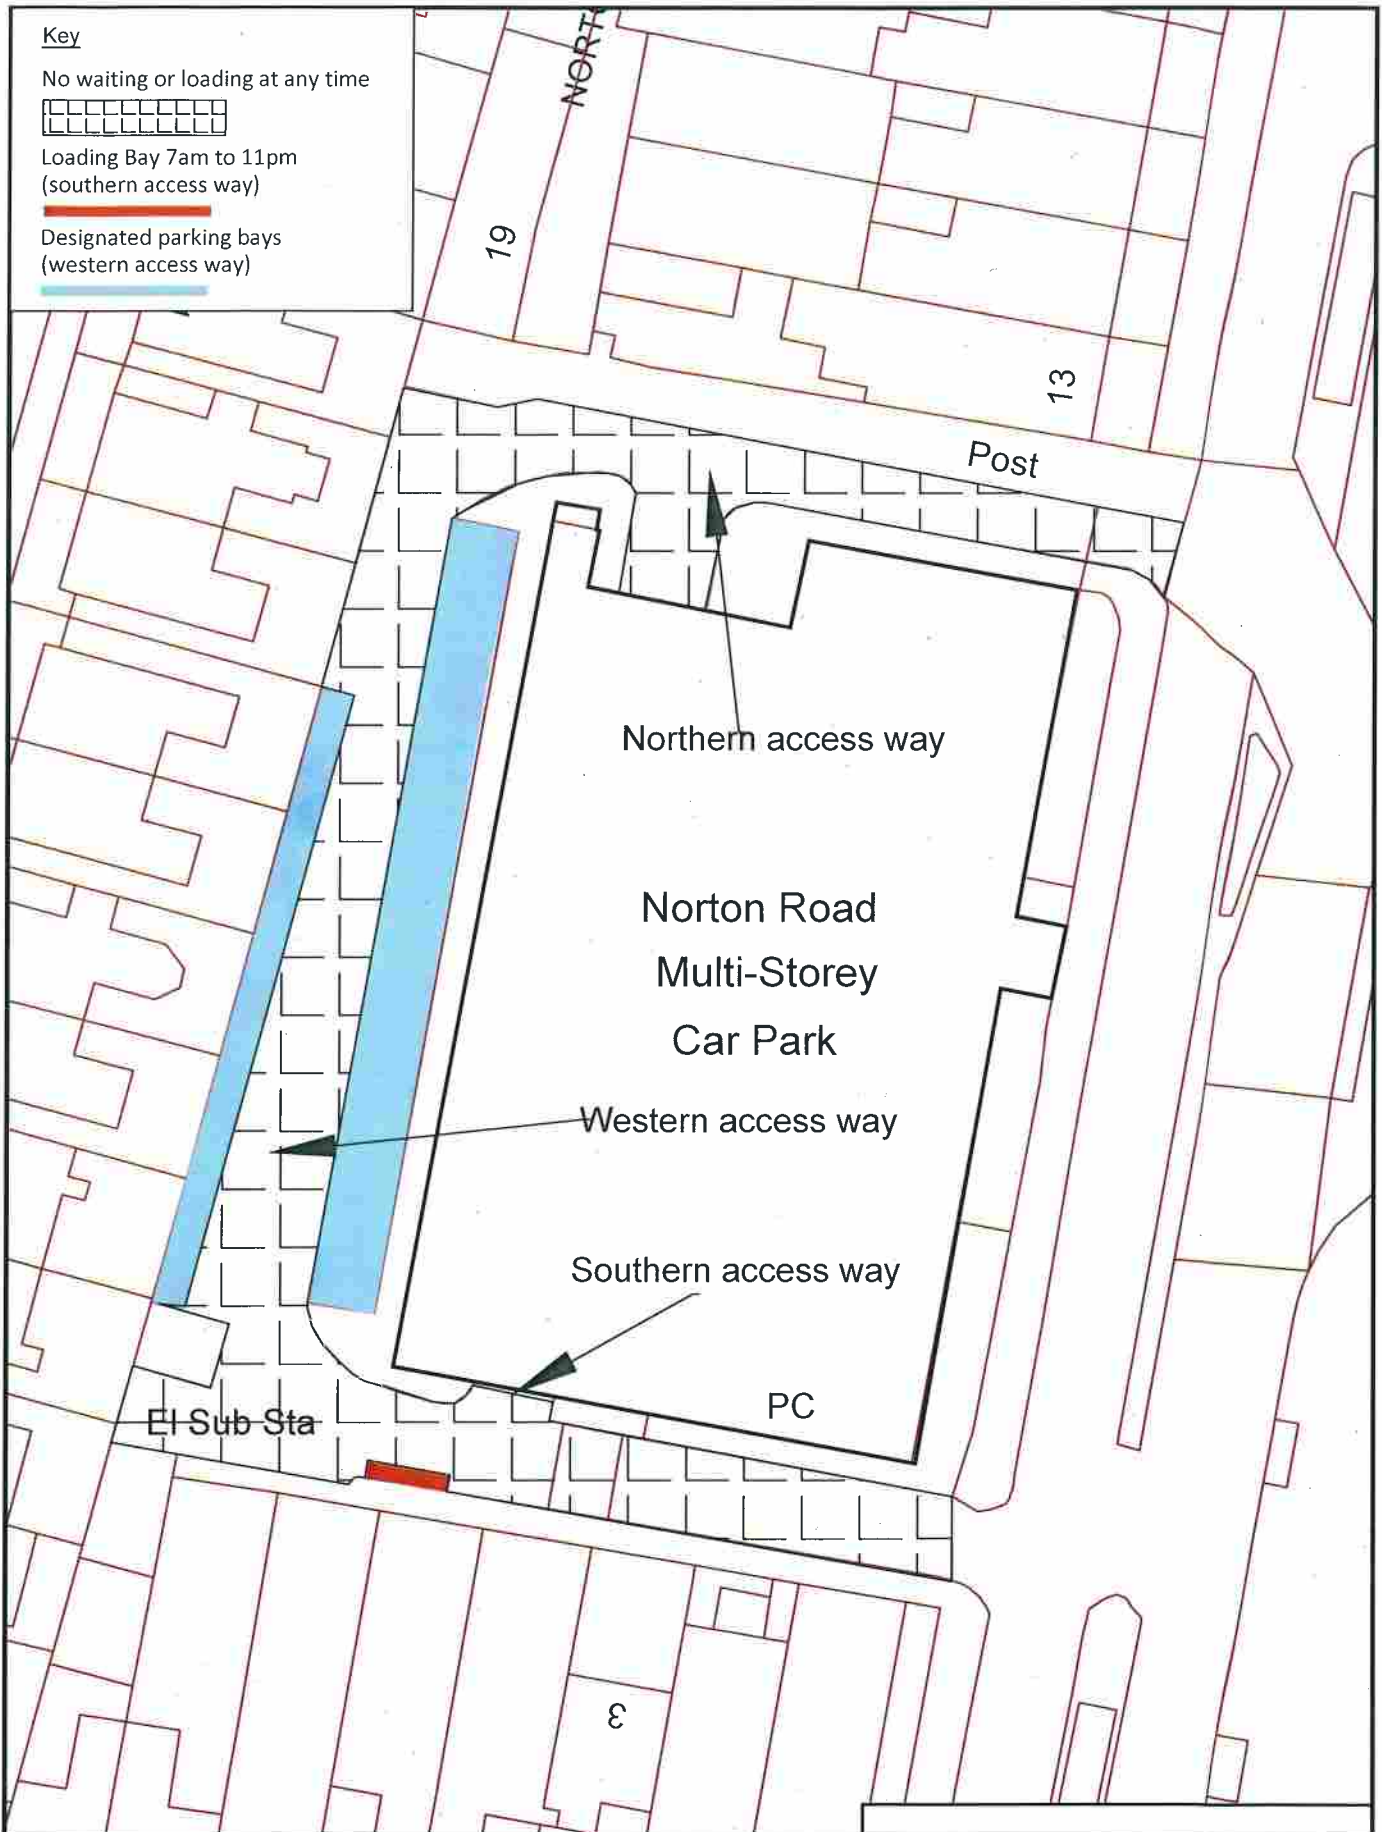 Key
No waiting or loading at any time
Loading Bay 7am to 11pm
(southern access way)
Designated parking bays
(western access way)
19
13
Post
Northern access way
Norton Road
Multi-Storey
Car Park
Western access way
Southern access way
PC
El Sub Sta
3